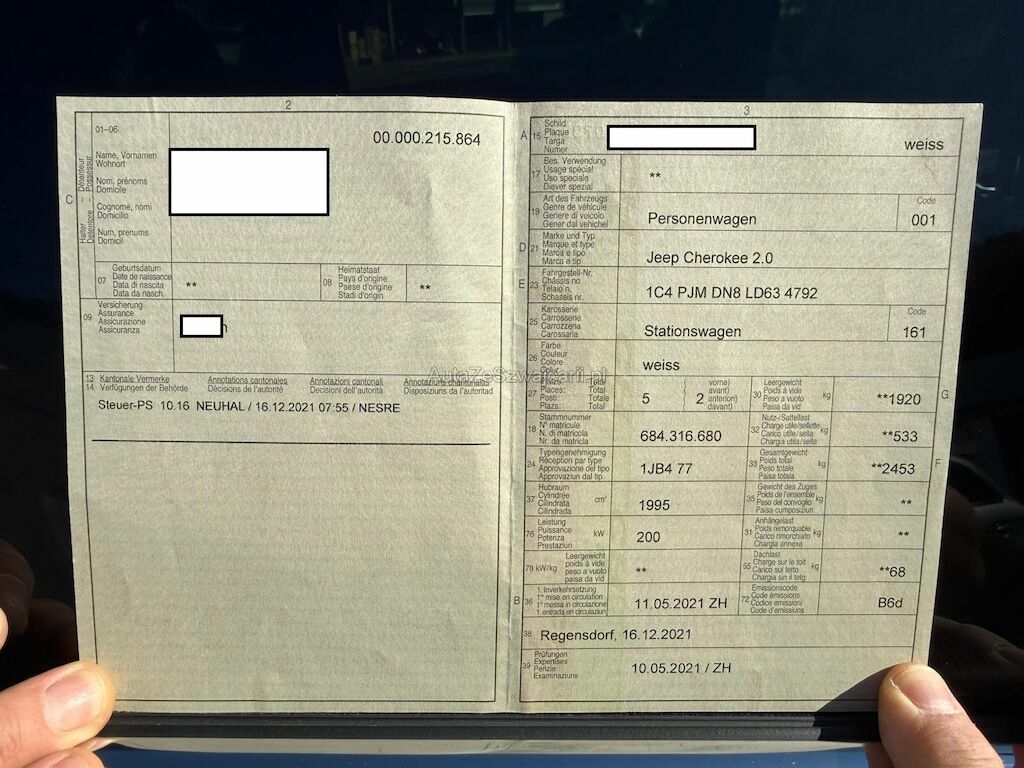 2
01–06
00.000.215.864
C
Halter – Détenteur
Detentore – Possessur
Name, Vornamen
Wohnort
Nom, prénoms
Domicile
Cognome, nomi
Domicilio
Num, prenums
Domicil
07
Geburtsdatum
Date de naissance
Data di nascita
Data da nasch.
**
08
Heimatstaat
Pays d'origine
Paese d'origine
Stadi d'origin
**
09
Versicherung
Assurance
Assicurazione
Assicuranza
13
14
Kantonale Vermerke
Verfügungen der Behörde
Annotations cantonales
Décisions de l'autorité
Annotazioni cantonali
Decisioni dell'autorità
Annotaziuns chantunalas
Disposiziuns da l'autoritad
Steuer-PS 10.16 NEUHAL / 16.12.2021 07:55 / NESRE
3
A
16
Schild
Plaque
Targa
Numer
weiss
17
Bes. Verwendung
Usage spécial
Uso speciale
Diever spezial
**
19
Art des Fahrzeugs
Genre de véhicule
Genere di veicolo
Gener dal vehichel
Personenwagen
Code
001
D
21
Marke und Typ
Marque et type
Marca e tipo
Marca e tip
Jeep Cherokee 2.0
E
23
Fahrgestell-Nr.
Châssis no
Telaio n.
Schassis nr.
1C4 PJM DN8 LD63 4792
25
Karosserie
Carrosserie
Carrozzeria
Carossaria
Stationswagen
Code
161
26
Farbe
Couleur
Colore
weiss
AutaZeSzwajcarii.pl
27
Total
Places: Total
Posti: Totale
Plazs: Total
5
2
vorne)
avant)
anteriori)
davant)
30
Leergewicht
Poids à vide
Peso a vuoto
Paisa da vid
kg
**1920
G
18
Stammnummer
N° matricule
N. di matricola
Nr. da matricla
684.316.680
32
Nutz-/Sattellast
Charge utile/sellette
Carico utile/sella
Chargia utila/sella
kg
**533
24
Typengenehmigung
Réception par type
Approvazione del tipo
Approvaziun dal tip
1JB4 77
33
Gesamtgewicht
Poids total
Peso totale
Paisa totala
kg
**2453
F
37
Hubraum
Cylindrée
Cilindrata
Cilindrada
cm³
1995
35
Gewicht des Zuges
Poids de l'ensemble
Peso del convoglio
Paisa cumposiziun
kg
**
76
Leistung
Puissance
Potenza
Prestaziun
kW
200
31
Anhängelast
Poids remorquable
Carico rimorchiato
Chargia annexa
kg
**
78 kW/kg
Leergewicht
poids à vide
peso a vuoto
paisa da vid
**
55
Dachlast
Charge sur le toit
Carico sul tetto
Chargia sin il tetg
kg
**68
B
36
1. Inverkehrsetzung
1re mise en circulation
1a messa in circolazione
1. entrada en circulaziun
11.05.2021 ZH
72
Emissionscode
Code émissions
Codice emissioni
Code d'emissiuns
B6d
38
Regensdorf, 16.12.2021
39
Prüfungen
Expertises
Perizie
Examinaziuns
10.05.2021 / ZH